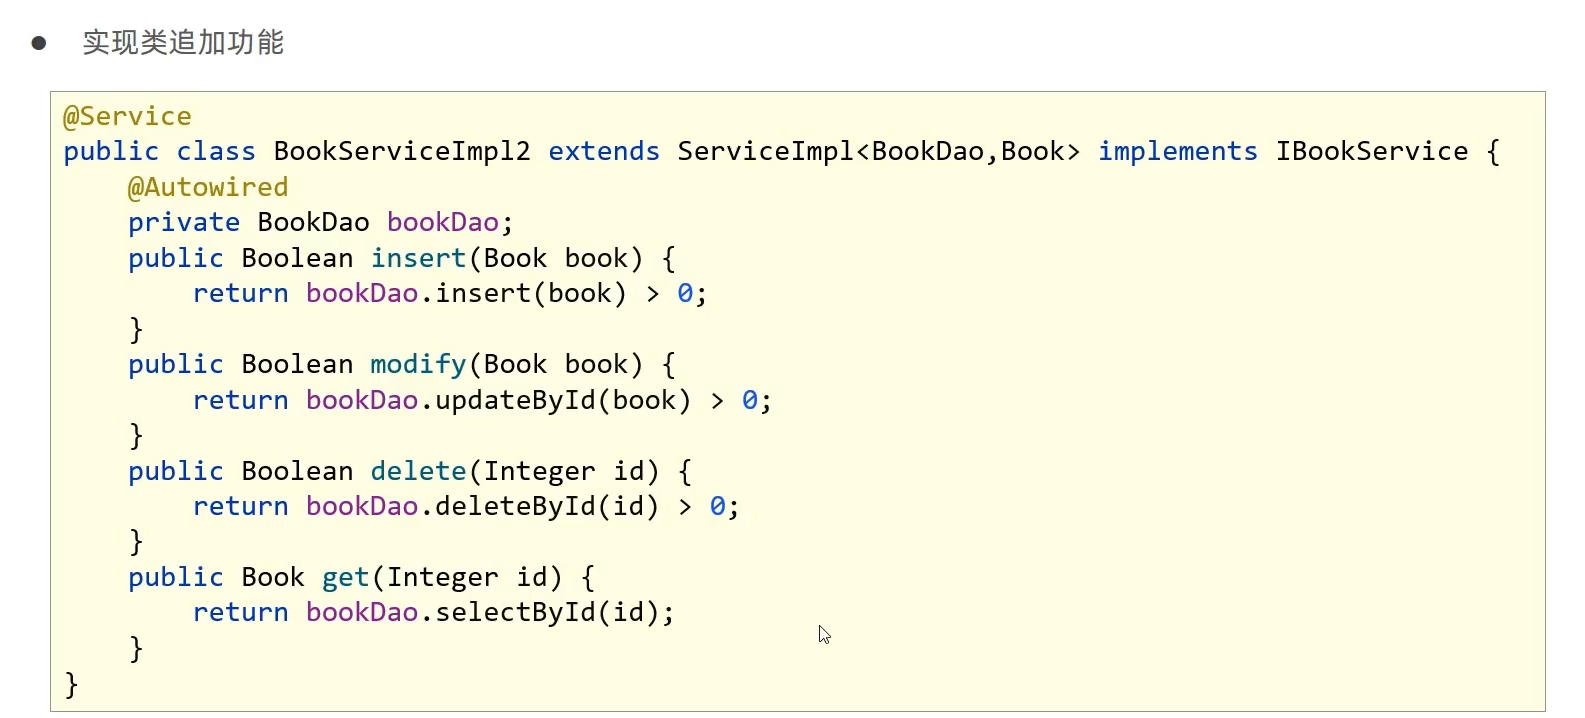 ● 实现类追加功能
@Service
public class BookServiceImpl2 extends ServiceImpl<BookDao,Book> implements IBookService {
    @Autowired
    private BookDao bookDao;
    public Boolean insert(Book book) {
        return bookDao.insert(book) > 0;
    }
    public Boolean modify(Book book) {
        return bookDao.updateById(book) > 0;
    }
    public Boolean delete(Integer id) {
        return bookDao.deleteById(id) > 0;
    }
    public Book get(Integer id) {
        return bookDao.selectById(id);
    }
}